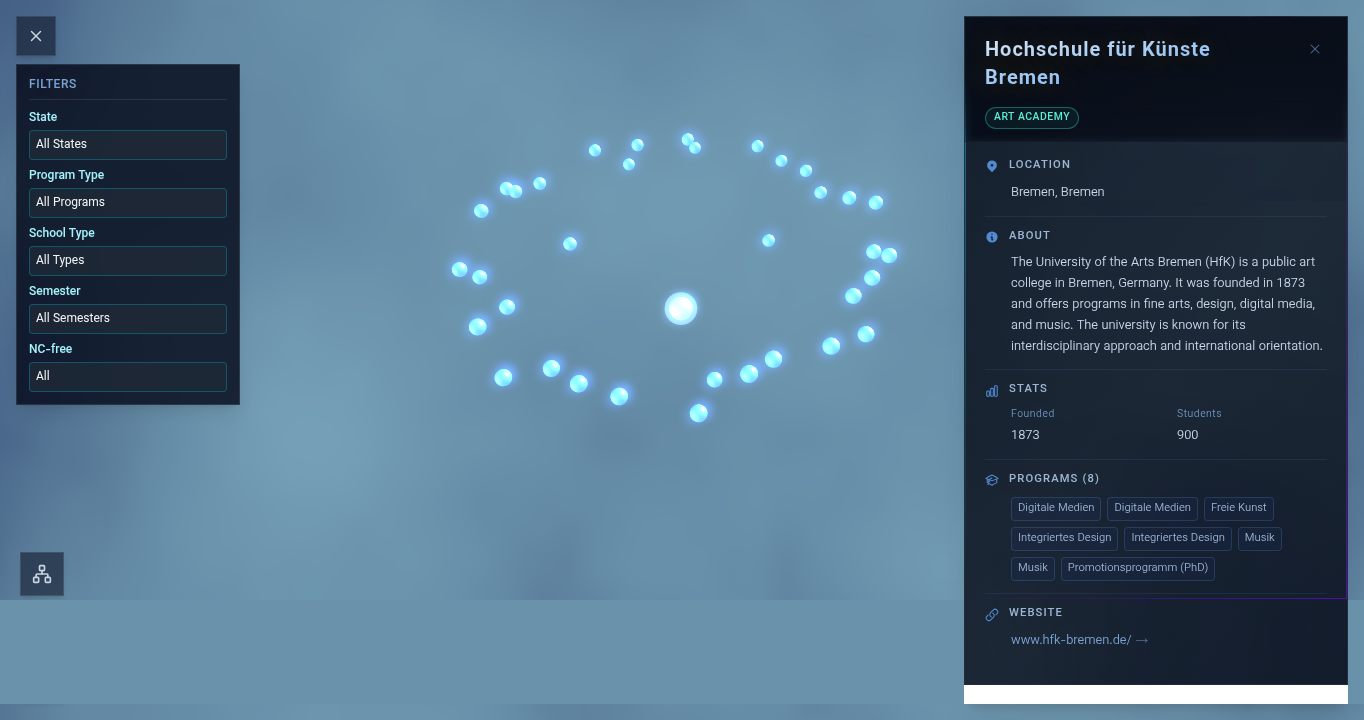 FILTERS
State
All States
Program Type
All Programs
School Type
All Types
Semester
All Semesters
NC-free
All
Hochschule für Künste
Bremen
ART ACADEMY
LOCATION
Bremen, Bremen
ABOUT
The University of the Arts Bremen (HfK) is a public art
college in Bremen, Germany. It was founded in 1873
and offers programs in fine arts, design, digital media,
and music. The university is known for its
interdisciplinary approach and international orientation.
STATS
Founded Students
1873 900
PROGRAMS (8)
Digitale Medien Digitale Medien Freie Kunst
Integriertes Design Integriertes Design Musik
Musik Promotionsprogramm (PhD)
WEBSITE
www.hfk-bremen.de/ →